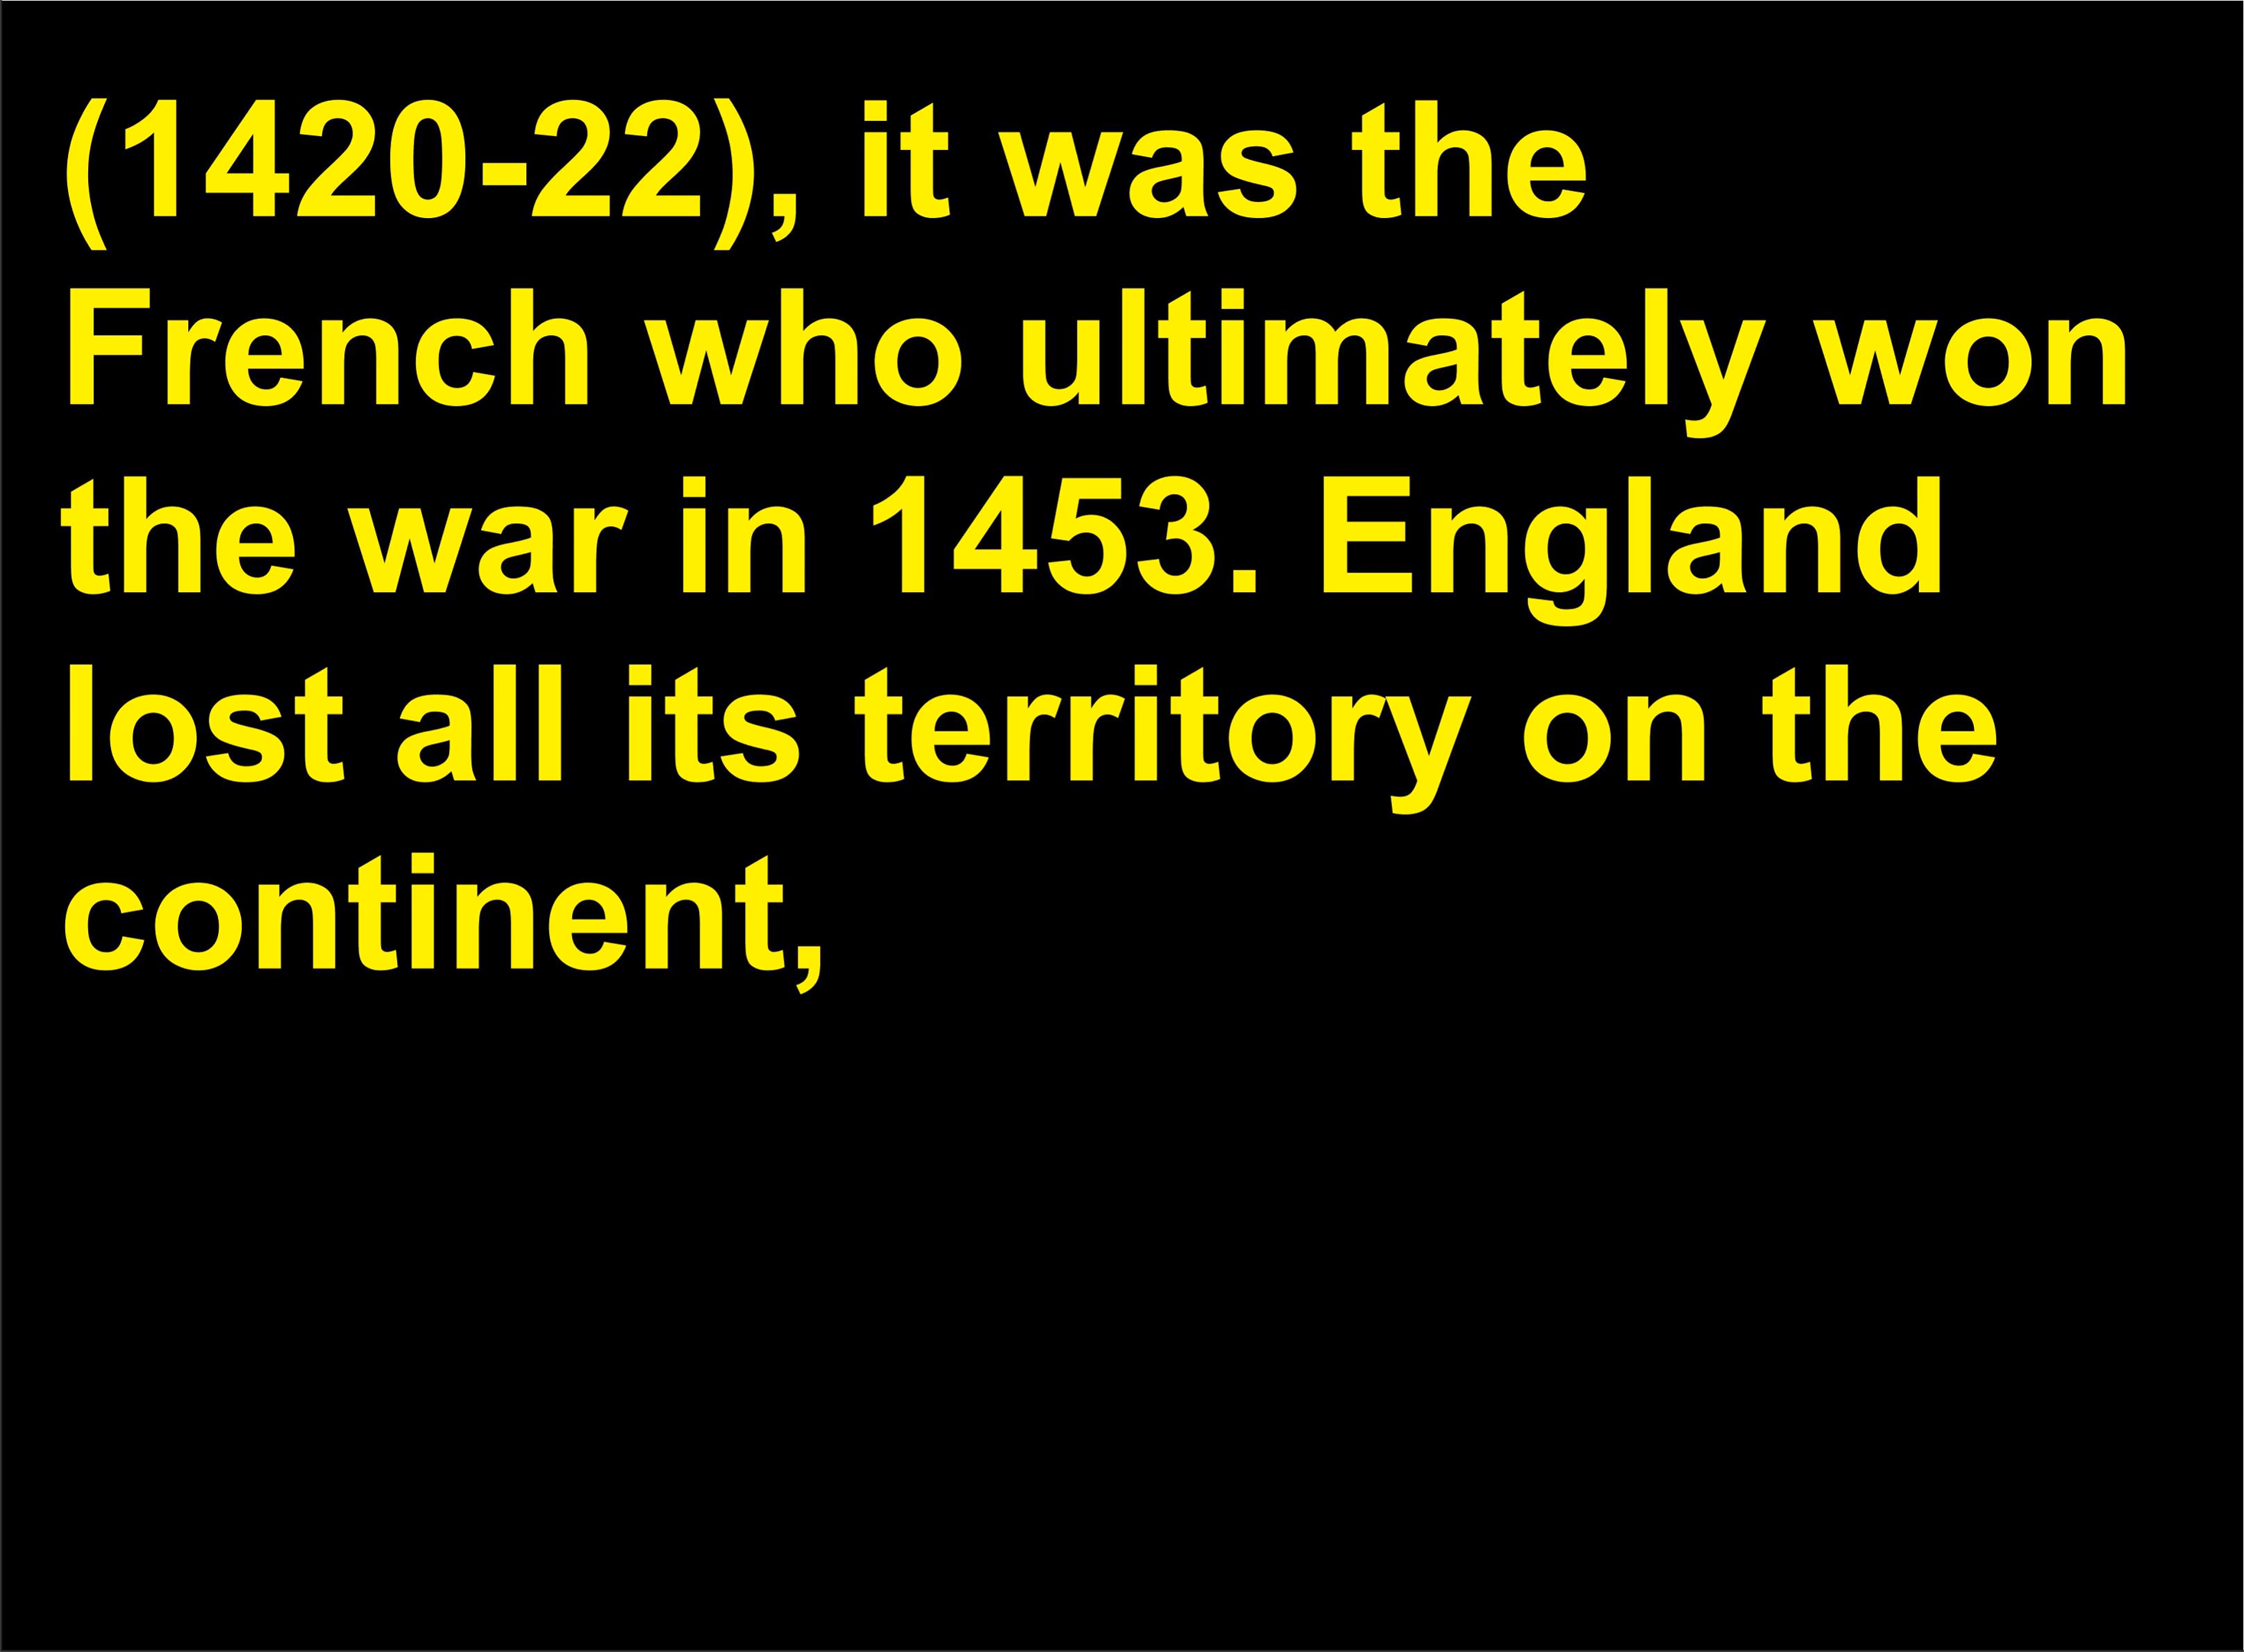 (1420-22), it was the
French who ultimately won
the war in 1453. England
lost all its territory on the
continent,